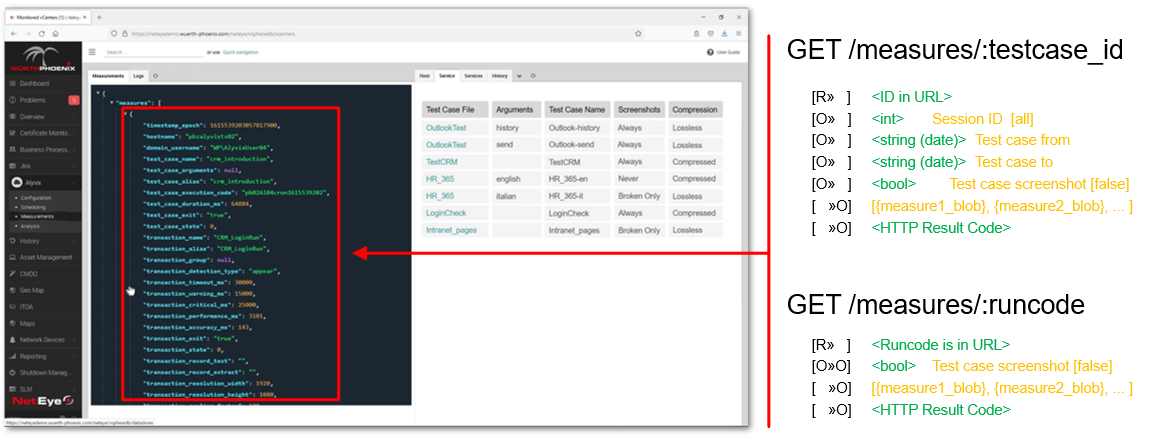 Monitored vCenters (1) » Icinga
https://neteyedemo.wuerth-phoenix.com/neteye/vspheredb/vcenters
Search...
or use Quick navigation
User Guide
WÜRTHPHOENIX
Dashboard
Problems 5
Overview
Certificate Monito...
Business Process...
Jira
Alyvix
Configuration
Scheduling
Measurements
Analysis
History
Asset Management
CMDO
Geo Map
ITOA
Maps
Network Devices
Reporting
Shutdown Manag...
SLM
NetEye
https://neteyedemo.wuerth-phoenix.com/neteye/vspheredb/datastores
Measurements Logs
{
"measures": [
{
"timestamp_epoch": 1615539203057817900,
"hostname": "pbzalyvixts02",
"domain_username": "WP\AlyvixUser04",
"test_case_name": "crm_introduction",
"test_case_arguments": null,
"test_case_alias": "crm_introduction",
"test_case_execution_code": "pb02Al04cron1615539202",
"test_case_duration_ms": 64884,
"test_case_exit": "true",
"test_case_state": 0,
"transaction_name": "CRM_LoginRun",
"transaction_alias": "CRM_LoginRun",
"transaction_group": null,
"transaction_detection_type": "appear",
"transaction_timeout_ms": 30000,
"transaction_warning_ms": 15000,
"transaction_critical_ms": 25000,
"transaction_performance_ms": 3101,
"transaction_accuracy_ms": 143,
"transaction_exit": "true",
"transaction_state": 0,
"transaction_record_text": "",
"transaction_record_extract": "",
"transaction_resolution_width": 1920,
"transaction_resolution_height": 1080,
Host Service Services History
Test Case File Arguments Test Case Name Screenshots Compression
OutlookTest history Outlook-history Always Lossless
OutlookTest send Outlook-send Always Lossless
TestCRM TestCRM Always Compressed
HR_365 english HR_365-en Never Compressed
HR_365 italian HR_365-it Broken Only Lossless
LoginCheck LoginCheck Always Compressed
Intranet_pages Intranet_pages Broken Only Lossless
GET /measures/:testcase_id
[R» ] <ID in URL>
[O» ] <int> Session ID [all]
[O» ] <string (date)> Test case from
[O» ] <string (date)> Test case to
[O» ] <bool> Test case screenshot [false]
[ »O] [{measure1_blob}, {measure2_blob}, ... ]
[ »O] <HTTP Result Code>
GET /measures/:runcode
[R» ] <Runcode is in URL>
[O»O] <bool> Test case screenshot [false]
[ »O] [{measure1_blob}, {measure2_blob}, ... ]
[ »O] <HTTP Result Code>